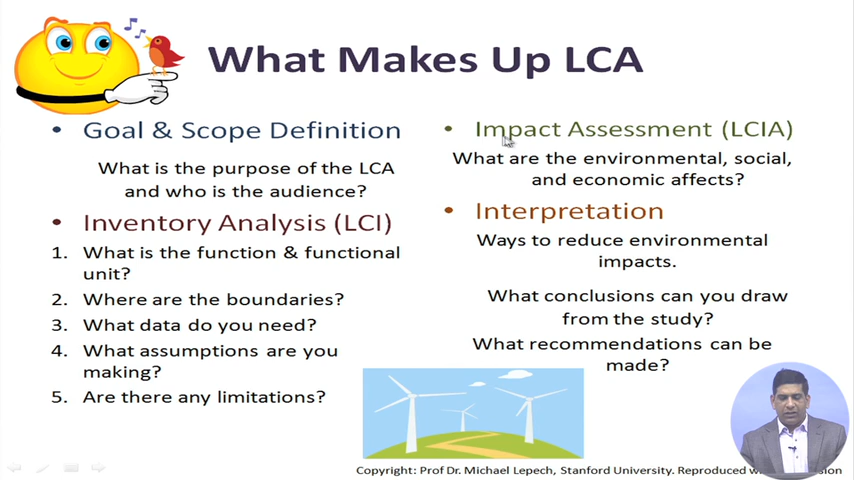 What Makes Up LCA
• Goal & Scope Definition
What is the purpose of the LCA
and who is the audience?
• Inventory Analysis (LCI)
1. What is the function & functional
unit?
2. Where are the boundaries?
3. What data do you need?
4. What assumptions are you
making?
5. Are there any limitations?
• Impact Assessment (LCIA)
What are the environmental, social,
and economic affects?
• Interpretation
Ways to reduce environmental
impacts.
What conclusions can you draw
from the study?
What recommendations can be
made?
Copyright: Prof Dr. Michael Lepech, Stanford University. Reproduced